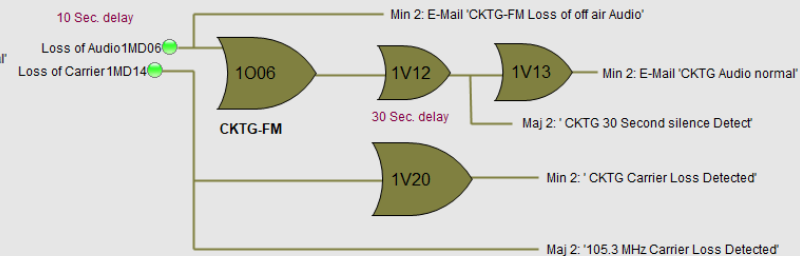 10 Sec. delay
Min 2: E-Mail 'CKTG-FM Loss of off air Audio'
Loss of Audio1MD06
al'
Loss of Carrier1MD14
1O06
1V12
1V13
Min 2: E-Mail 'CKTG Audio normal'
CKTG-FM
30 Sec. delay
Maj 2: ' CKTG 30 Second silence Detect'
1V20
Min 2: ' CKTG Carrier Loss Detected'
Maj 2: '105.3 MHz Carrier Loss Detected'